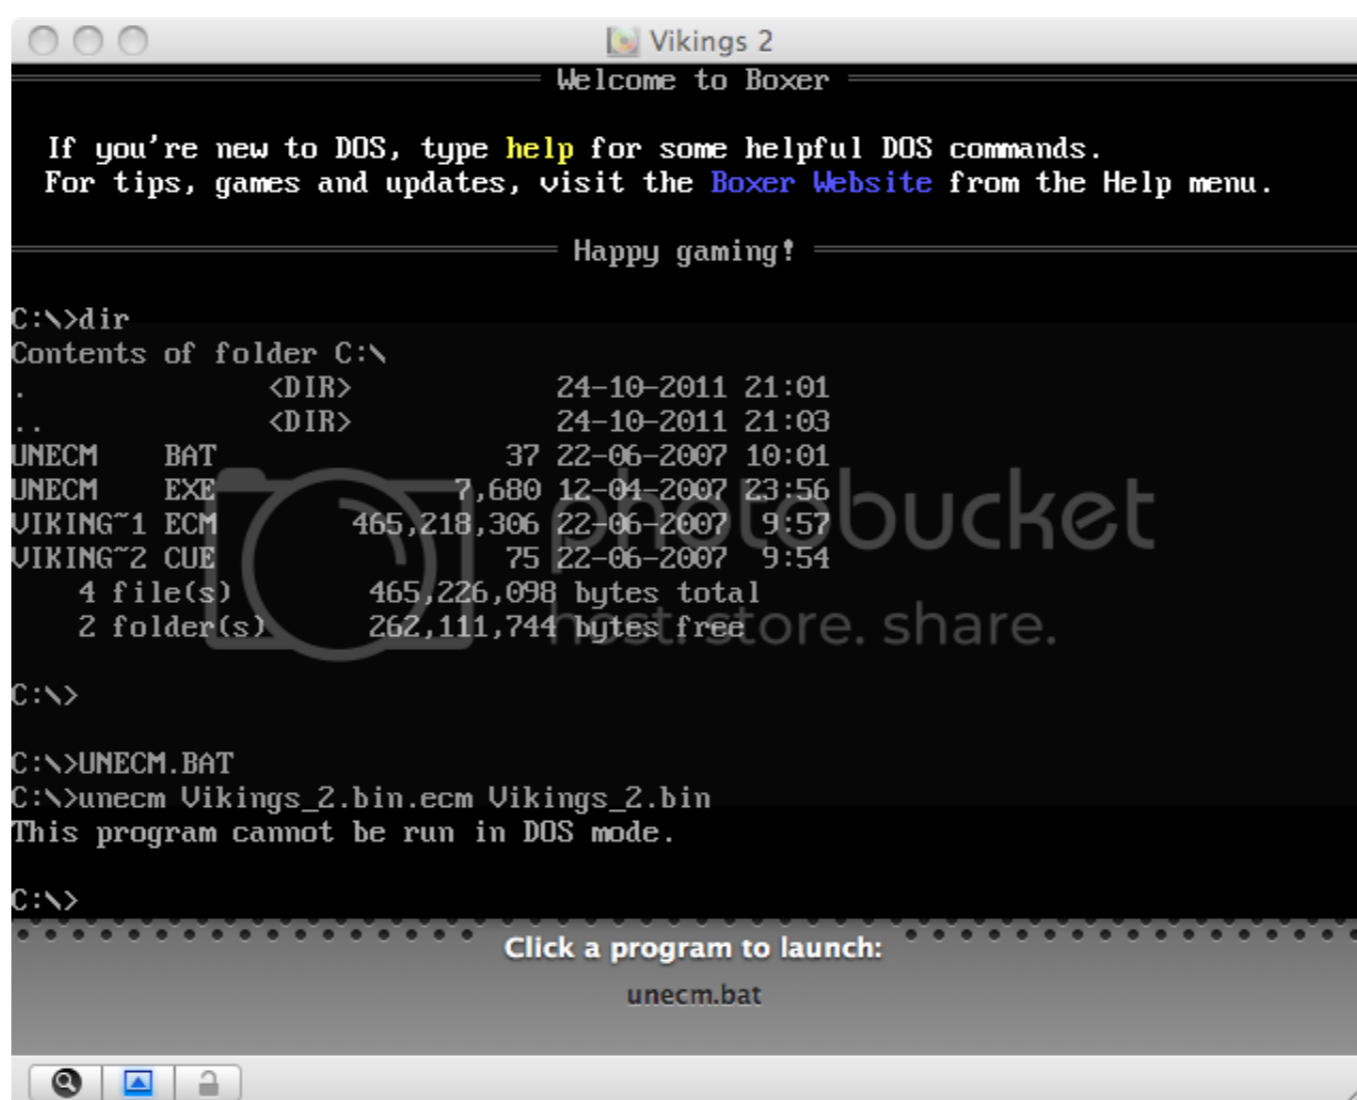 Vikings 2
Welcome to Boxer
If you're new to DOS, type help for some helpful DOS commands.
For tips, games and updates, visit the Boxer Website from the Help menu.
Happy gaming!
C:\>dir
Contents of folder C:\
. <DIR> 24-10-2011 21:01
.. <DIR> 24-10-2011 21:03
UNECM BAT 37 22-06-2007 10:01
UNECM EXE 7,680 12-04-2007 23:56
VIKING~1 ECM 465,218,306 22-06-2007 9:57
VIKING~2 CUE 75 22-06-2007 9:54
4 file(s) 465,226,098 bytes total
2 folder(s) 262,111,744 bytes free
photobucket
host. store. share.
C:\>
C:\>UNECM.BAT
C:\>unecm Vikings_2.bin.ecm Vikings_2.bin
This program cannot be run in DOS mode.
C:\>
Click a program to launch:
unecm.bat